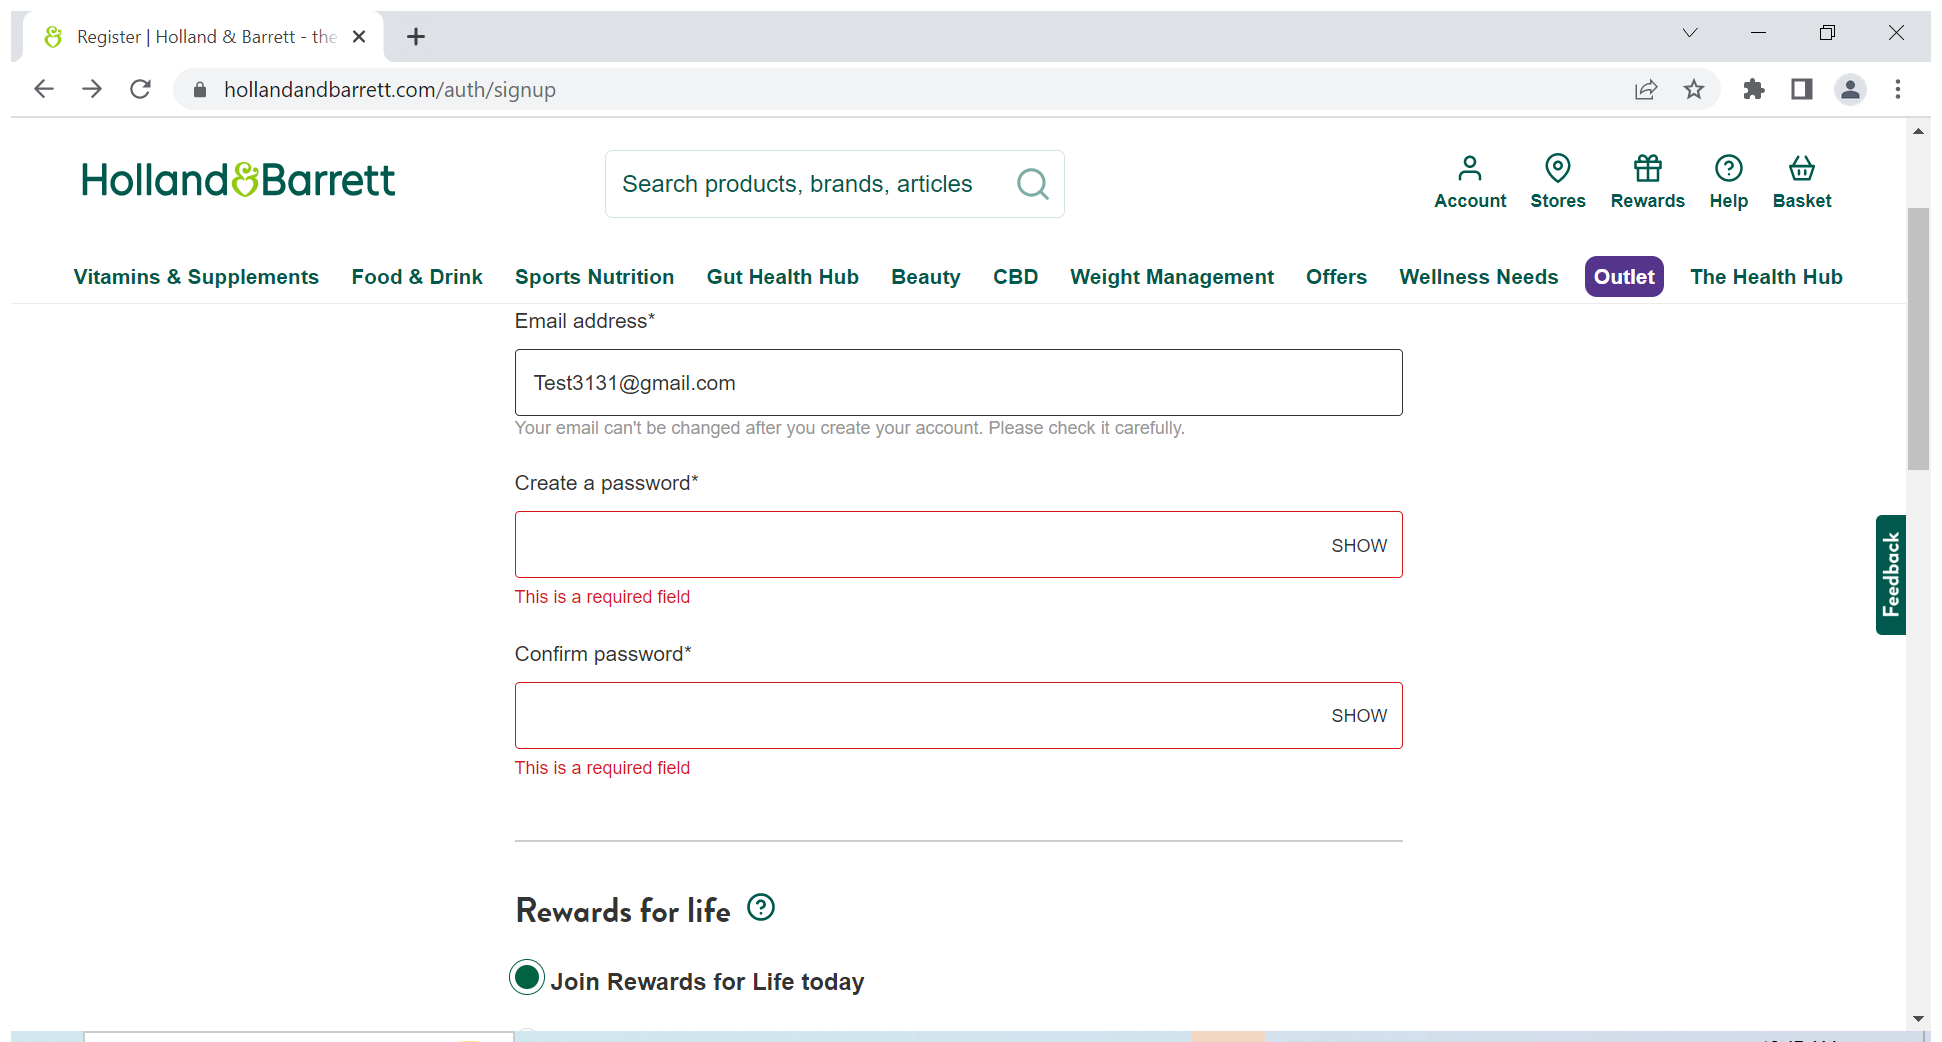 Register | Holland & Barrett - the
hollandandbarrett.com/auth/signup
Holland&Barrett
Search products, brands, articles
Account Stores Rewards Help Basket
Vitamins & Supplements Food & Drink Sports Nutrition Gut Health Hub Beauty CBD Weight Management Offers Wellness Needs Outlet The Health Hub
Email address*
Test3131@gmail.com
Your email can't be changed after you create your account. Please check it carefully.
Create a password*
SHOW
This is a required field
Feedback
Confirm password*
SHOW
This is a required field
Rewards for life
Join Rewards for Life today